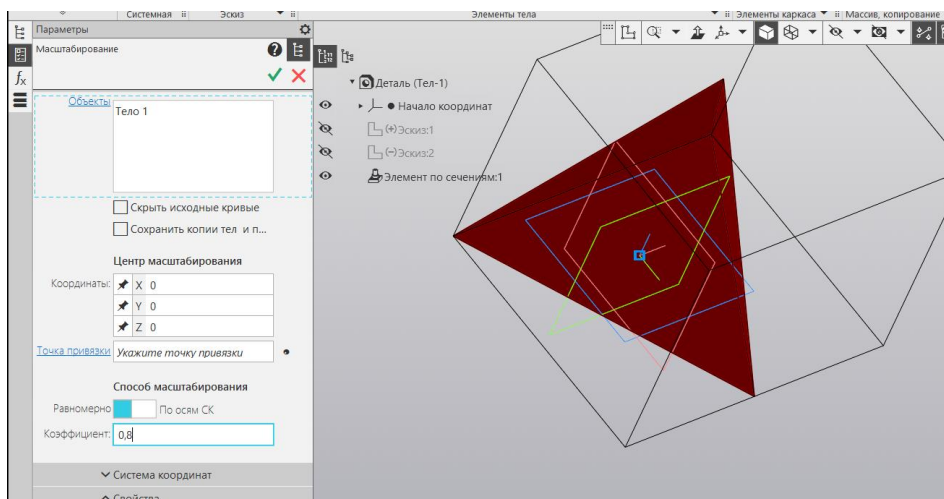 Системная
Эскиз
Элементы тела
Элементы каркаса
Массив, копирование
Параметры
Масштабирование
Объекты
Тело 1
Скрыть исходные кривые
Сохранить копии тел и п...
Центр масштабирования
Координаты: X 0
Y 0
Z 0
Точка привязки Укажите точку привязки
Способ масштабирования
Равномерно По осям СК
Коэффициент: 0,8
Система координат
Свойства
fx
Деталь (Тел-1)
Начало координат
(+)Эскиз:1
(−)Эскиз:2
Элемент по сечениям:1